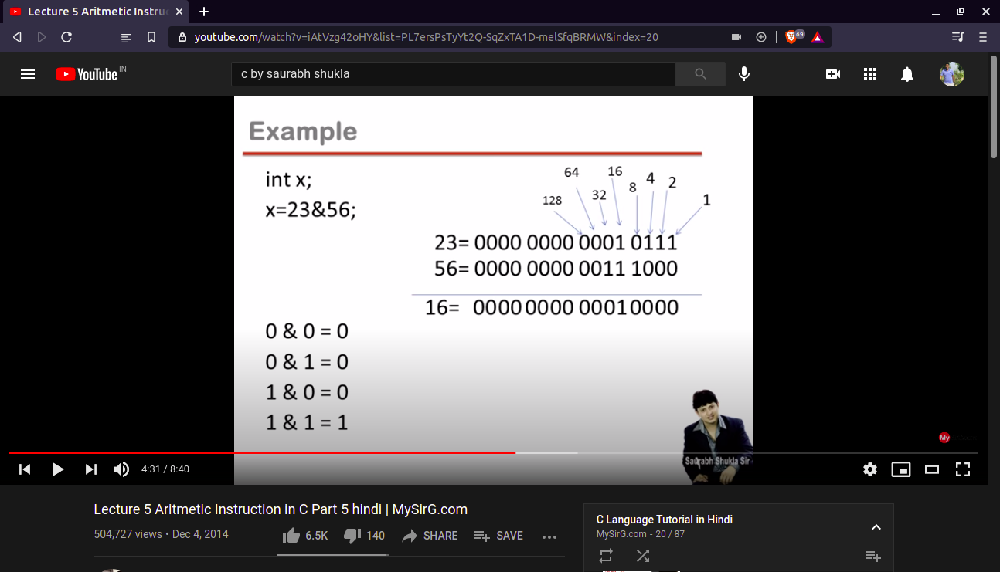 Lecture 5 Aritmetic Instruc
youtube.com/watch?v=iAtVzg42oHY&list=PL7ersPsTyYt2Q-SqZxTA1D-melSfqBRMW&index=20
69
YouTube IN
c by saurabh shukla
Example
int x;
x=23&56;
64 16 4 2
128 32 8 1
23= 0000 0000 0001 0111
56= 0000 0000 0011 1000
16= 0000 0000 0001 0000
0 & 0 = 0
0 & 1 = 0
1 & 0 = 0
1 & 1 = 1
My
Saurabh Shukla Sir
4:31 / 8:40
Lecture 5 Aritmetic Instruction in C Part 5 hindi | MySirG.com
504,727 views • Dec 4, 2014
6.5K 140 SHARE SAVE
C Language Tutorial in Hindi
MySirG.com - 20 / 87